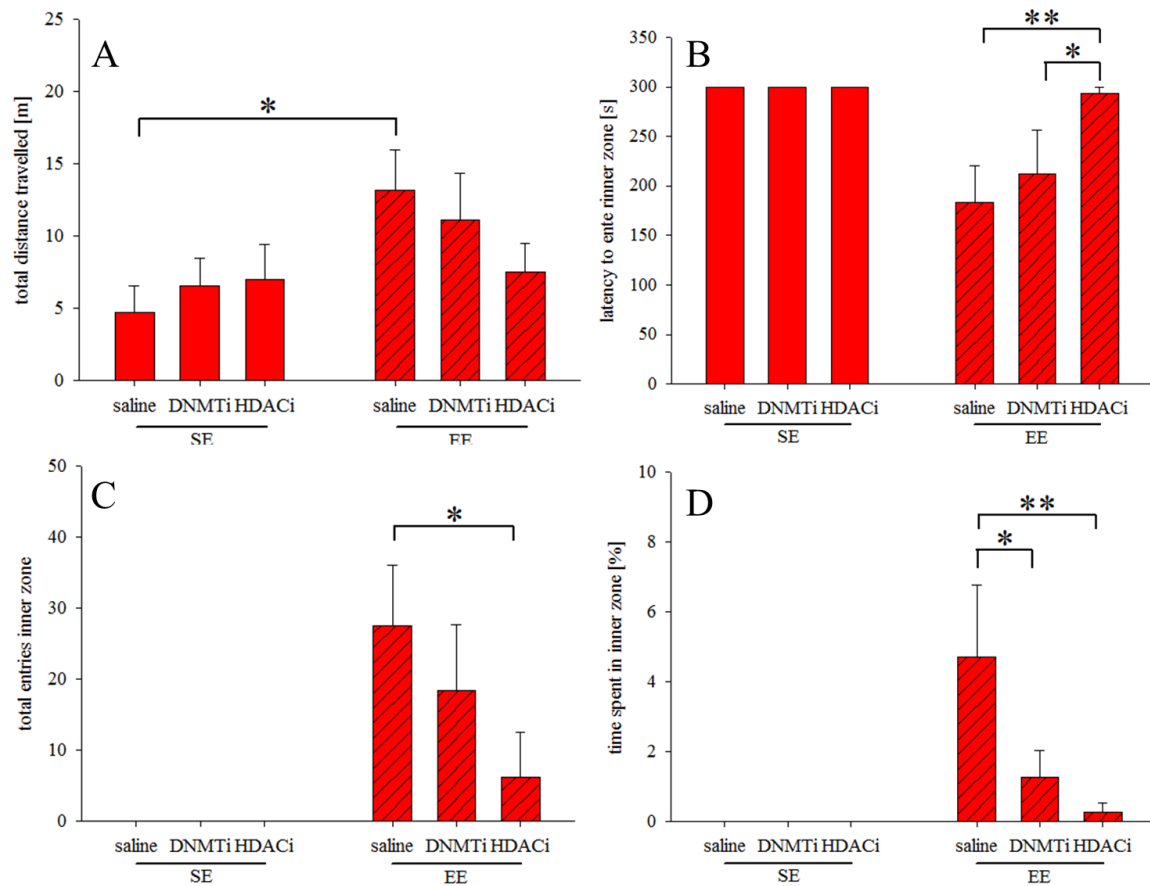 A
total distance travelled [m]
25
20
15
10
5
0
*
saline DNMTi HDACi saline DNMTi HDACi
SE EE
B
latency to ente rinner zone [s]
350
300
250
200
150
100
50
0
**
*
saline DNMTi HDACi saline DNMTi HDACi
SE EE
C
total entries inner zone
50
40
30
20
10
0
*
saline DNMTi HDACi saline DNMTi HDACi
SE EE
D
time spent in inner zone [%]
10
8
6
4
2
0
**
*
saline DNMTi HDACi saline DNMTi HDACi
SE EE